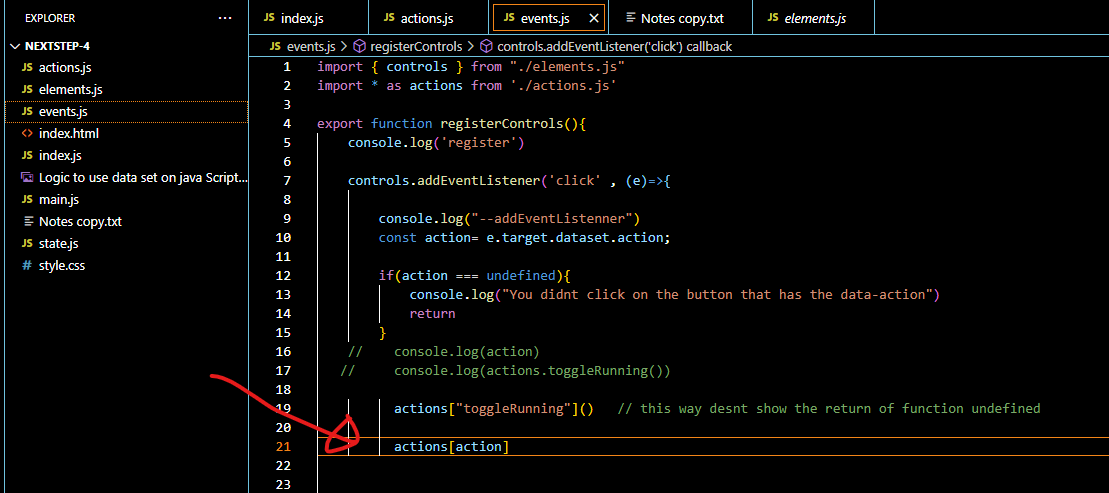 EXPLORER
NEXTSTEP-4
JS actions.js
JS elements.js
JS events.js
<> index.html
JS index.js
Logic to use data set on java Script...
JS main.js
Notes copy.txt
JS state.js
# style.css
JS index.js
JS actions.js
JS events.js
Notes copy.txt
JS elements.js
JS events.js > registerControls > controls.addEventListener('click') callback
1 import { controls } from "./elements.js"
2 import * as actions from './actions.js'
3
4 export function registerControls(){
5 console.log('register')
6
7 controls.addEventListener('click' , (e)=>{
8
9 console.log("--addEventListenner")
10 const action= e.target.dataset.action;
11
12 if(action === undefined){
13 console.log("You didnt click on the button that has the data-action")
14 return
15 }
16 // console.log(action)
17 // console.log(actions.toggleRunning())
18
19 actions["toggleRunning"]() // this way desnt show the return of function undefined
20
21 actions[action]
22
23